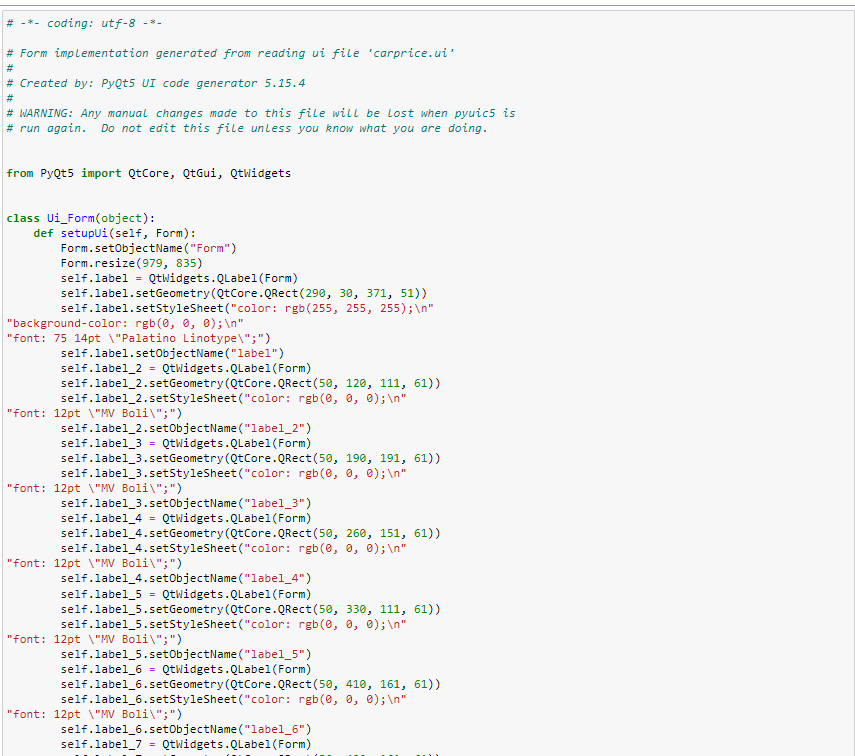 # -*- coding: utf-8 -*-
# Form implementation generated from reading ui file 'carprice.ui'
#
# Created by: PyQt5 UI code generator 5.15.4
#
# WARNING: Any manual changes made to this file will be lost when pyuic5 is
# run again.  Do not edit this file unless you know what you are doing.
from PyQt5 import QtCore, QtGui, QtWidgets
class Ui_Form(object):
    def setupUi(self, Form):
        Form.setObjectName("Form")
        Form.resize(979, 835)
        self.label = QtWidgets.QLabel(Form)
        self.label.setGeometry(QtCore.QRect(290, 30, 371, 51))
        self.label.setStyleSheet("color: rgb(255, 255, 255);\n"
"background-color: rgb(0, 0, 0);\n"
"font: 75 14pt \"Palatino Linotype\";")
        self.label.setObjectName("label")
        self.label_2 = QtWidgets.QLabel(Form)
        self.label_2.setGeometry(QtCore.QRect(50, 120, 111, 61))
        self.label_2.setStyleSheet("color: rgb(0, 0, 0);\n"
"font: 12pt \"MV Boli\";")
        self.label_2.setObjectName("label_2")
        self.label_3 = QtWidgets.QLabel(Form)
        self.label_3.setGeometry(QtCore.QRect(50, 190, 191, 61))
        self.label_3.setStyleSheet("color: rgb(0, 0, 0);\n"
"font: 12pt \"MV Boli\";")
        self.label_3.setObjectName("label_3")
        self.label_4 = QtWidgets.QLabel(Form)
        self.label_4.setGeometry(QtCore.QRect(50, 260, 151, 61))
        self.label_4.setStyleSheet("color: rgb(0, 0, 0);\n"
"font: 12pt \"MV Boli\";")
        self.label_4.setObjectName("label_4")
        self.label_5 = QtWidgets.QLabel(Form)
        self.label_5.setGeometry(QtCore.QRect(50, 330, 111, 61))
        self.label_5.setStyleSheet("color: rgb(0, 0, 0);\n"
"font: 12pt \"MV Boli\";")
        self.label_5.setObjectName("label_5")
        self.label_6 = QtWidgets.QLabel(Form)
        self.label_6.setGeometry(QtCore.QRect(50, 410, 161, 61))
        self.label_6.setStyleSheet("color: rgb(0, 0, 0);\n"
"font: 12pt \"MV Boli\";")
        self.label_6.setObjectName("label_6")
        self.label_7 = QtWidgets.QLabel(Form)